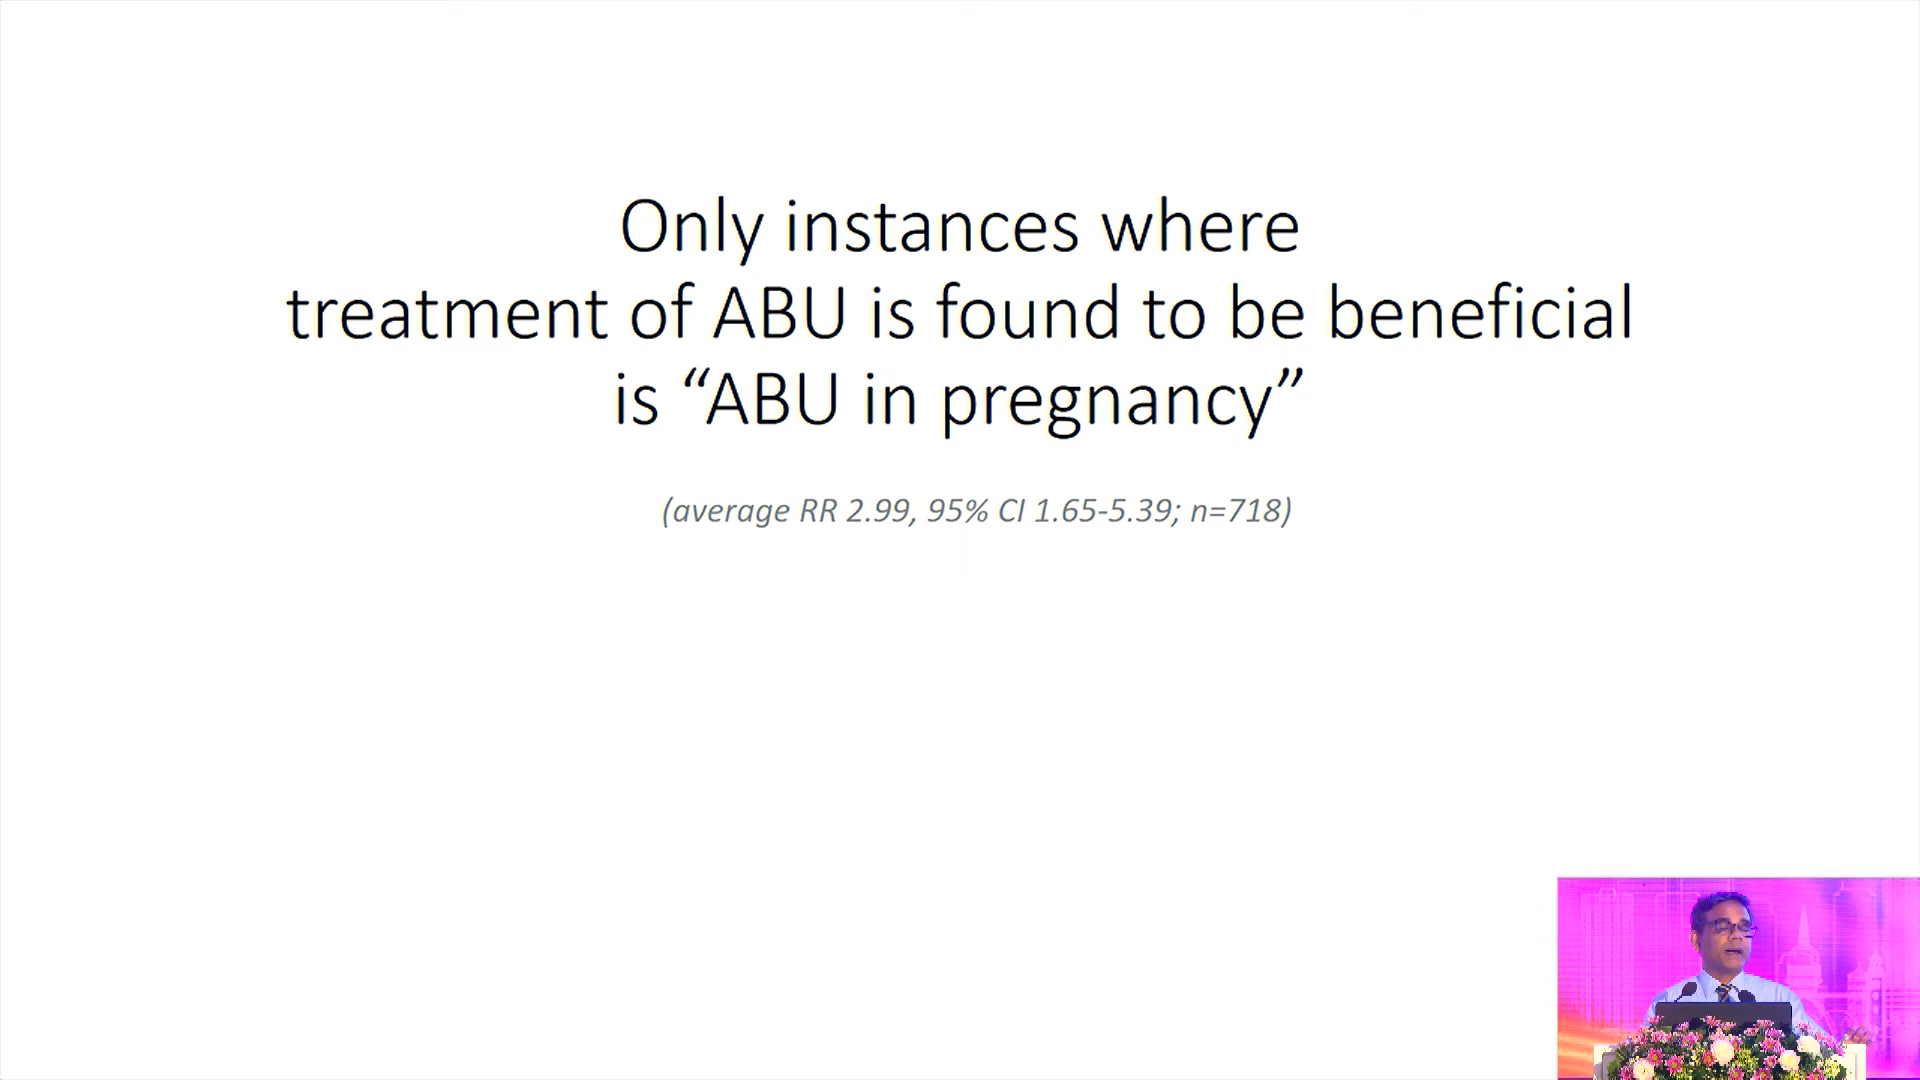 Only instances where
treatment of ABU is found to be beneficial
is “ABU in pregnancy”
(average RR 2.99, 95% CI 1.65-5.39; n=718)